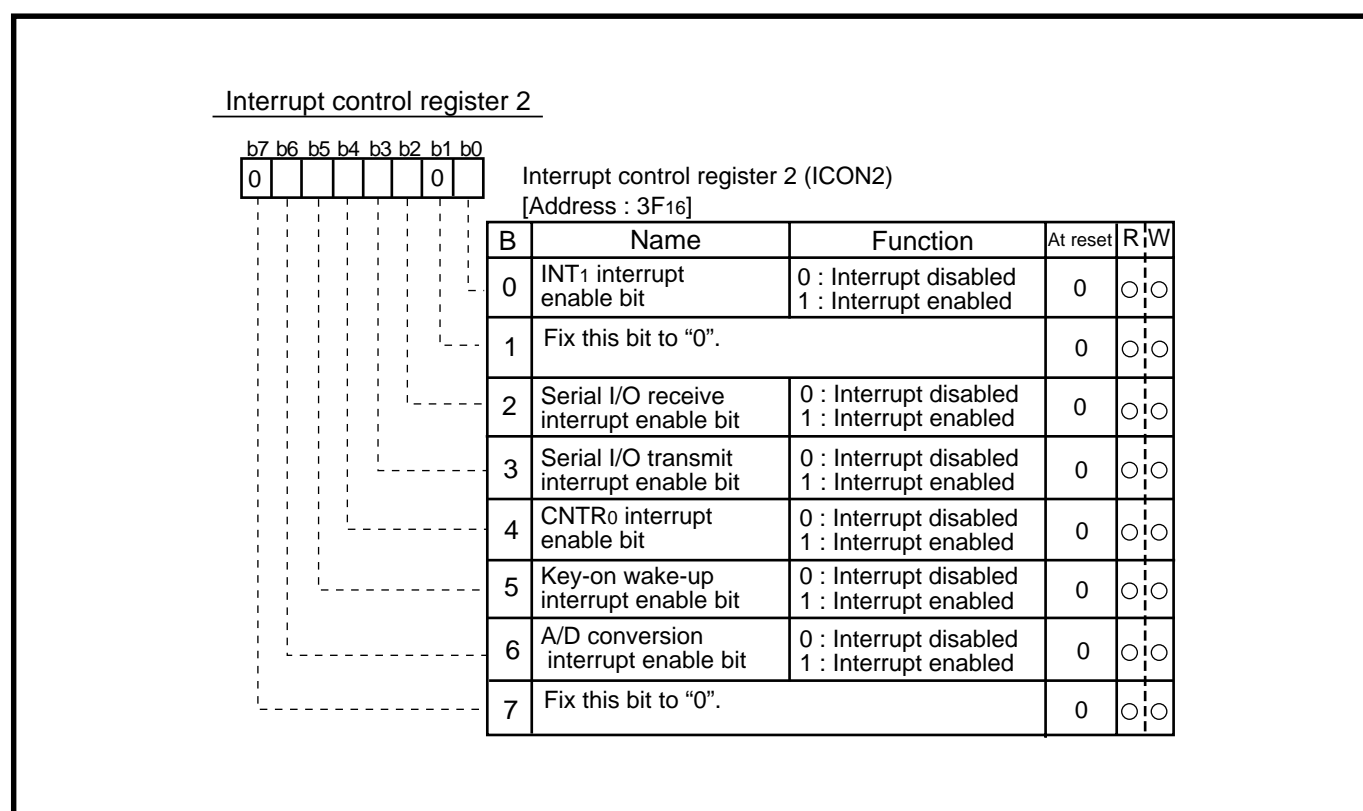 Interrupt control register 2
b7 b6 b5 b4 b3 b2 b1 b0
0 0
Interrupt control register 2 (ICON2)
[Address : 3F16]
B Name Function At reset R W
0 INT1 interrupt enable bit 0 : Interrupt disabled 1 : Interrupt enabled 0 ○ ○
1 Fix this bit to “0”. 0 ○ ○
2 Serial I/O receive interrupt enable bit 0 : Interrupt disabled 1 : Interrupt enabled 0 ○ ○
3 Serial I/O transmit interrupt enable bit 0 : Interrupt disabled 1 : Interrupt enabled 0 ○ ○
4 CNTR0 interrupt enable bit 0 : Interrupt disabled 1 : Interrupt enabled 0 ○ ○
5 Key-on wake-up interrupt enable bit 0 : Interrupt disabled 1 : Interrupt enabled 0 ○ ○
6 A/D conversion interrupt enable bit 0 : Interrupt disabled 1 : Interrupt enabled 0 ○ ○
7 Fix this bit to “0”. 0 ○ ○